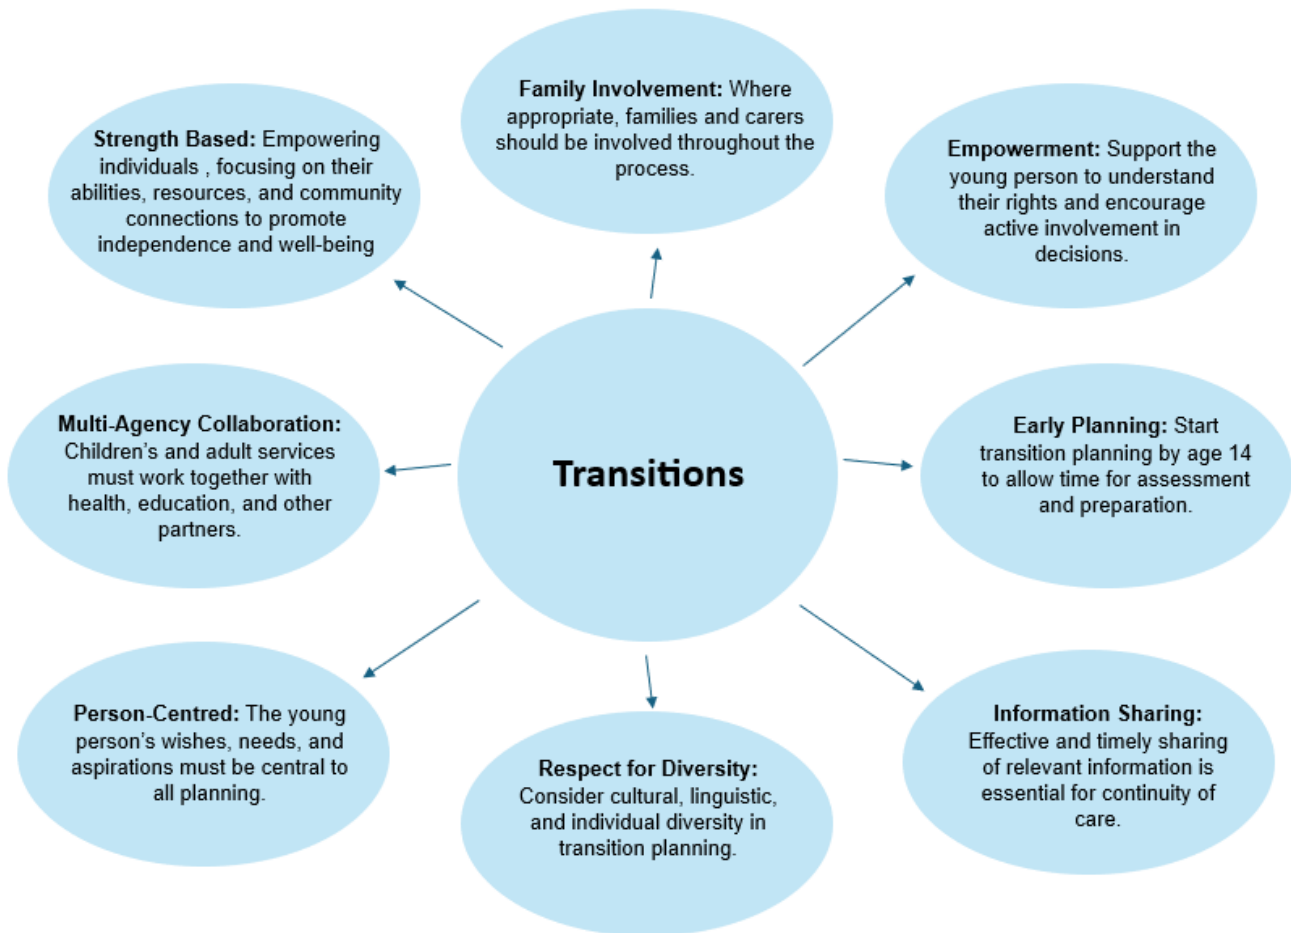 Family Involvement: Where
appropriate, families and carers
should be involved throughout the
process.
Strength Based: Empowering
individuals , focusing on their
abilities, resources, and community
connections to promote
independence and well-being
Empowerment: Support the
young person to understand
their rights and encourage
active involvement in
decisions.
Multi-Agency Collaboration:
Children’s and adult services
must work together with
health, education, and other
partners.
Transitions
Early Planning: Start
transition planning by age 14
to allow time for assessment
and preparation.
Person-Centred: The young
person’s wishes, needs, and
aspirations must be central to
all planning.
Respect for Diversity:
Consider cultural, linguistic,
and individual diversity in
transition planning.
Information Sharing:
Effective and timely sharing
of relevant information is
essential for continuity of
care.